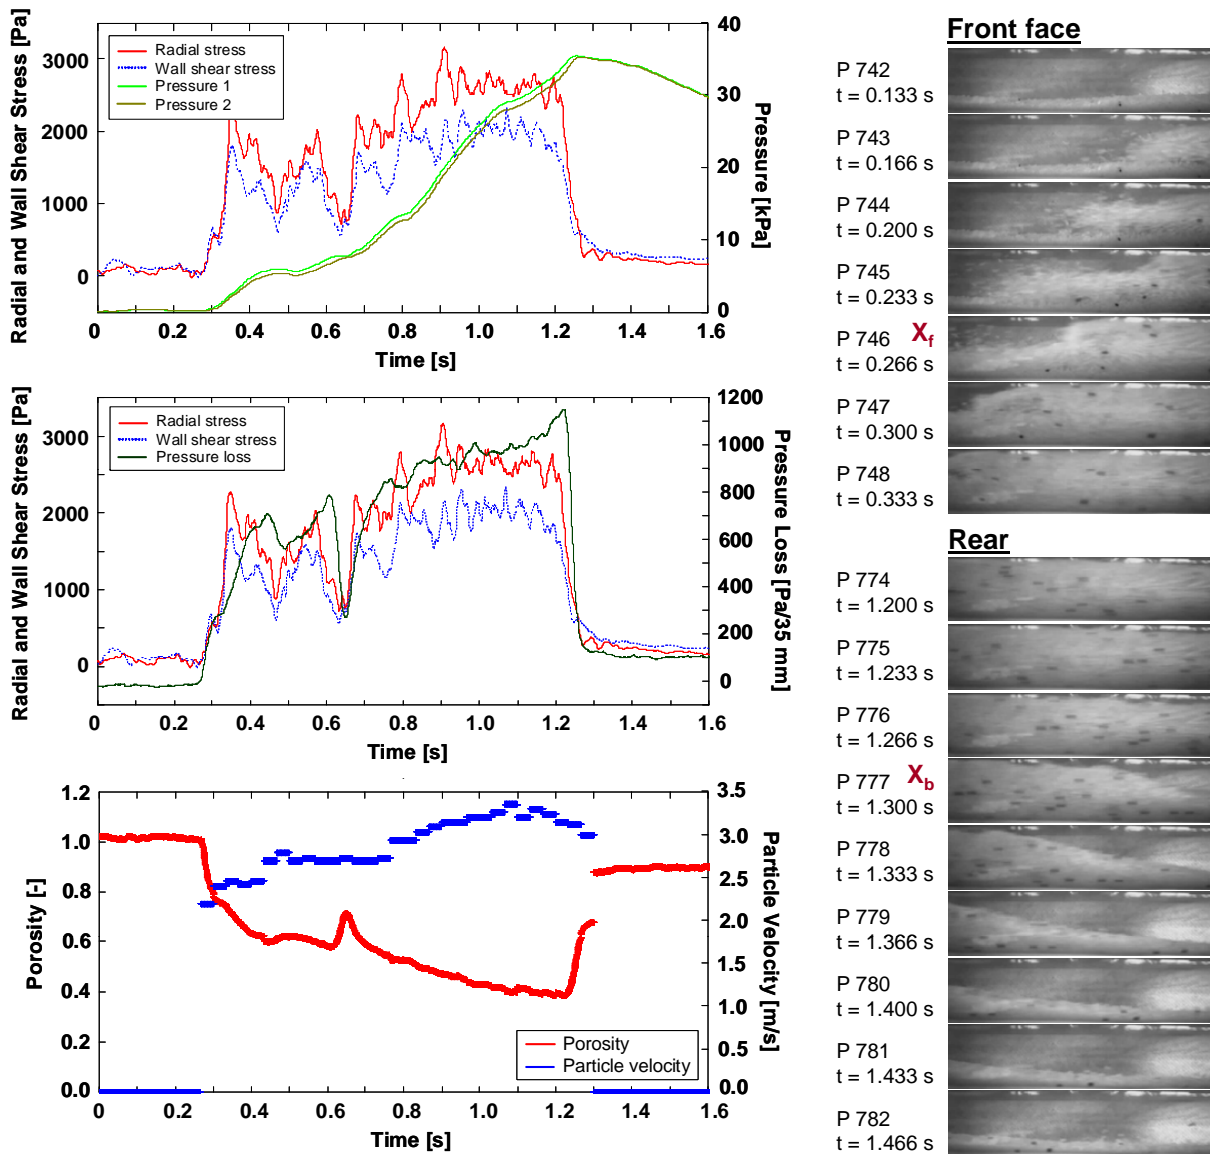 Radial and Wall Shear Stress [Pa]
3000
2000
1000
0
Radial stress
Wall shear stress
Pressure 1
Pressure 2
40
30
20
10
0
Pressure [kPa]
0 0.2 0.4 0.6 0.8 1.0 1.2 1.4 1.6
Time [s]
Radial and Wall Shear Stress [Pa]
3000
2000
1000
0
Radial stress
Wall shear stress
Pressure loss
1200
1000
800
600
400
200
0
Pressure Loss [Pa/35 mm]
0 0.2 0.4 0.6 0.8 1.0 1.2 1.4 1.6
Time [s]
Porosity [-]
1.2
1.0
0.8
0.6
0.4
0.2
0.0
Porosity
Particle velocity
3.5
3.0
2.5
2.0
1.5
1.0
0.5
0.0
Particle Velocity [m/s]
0 0.2 0.4 0.6 0.8 1.0 1.2 1.4 1.6
Time [s]
Front face
P 742
t = 0.133 s
P 743
t = 0.166 s
P 744
t = 0.200 s
P 745
t = 0.233 s
P 746 Xf
t = 0.266 s
P 747
t = 0.300 s
P 748
t = 0.333 s
Rear
P 774
t = 1.200 s
P 775
t = 1.233 s
P 776
t = 1.266 s
P 777 Xb
t = 1.300 s
P 778
t = 1.333 s
P 779
t = 1.366 s
P 780
t = 1.400 s
P 781
t = 1.433 s
P 782
t = 1.466 s